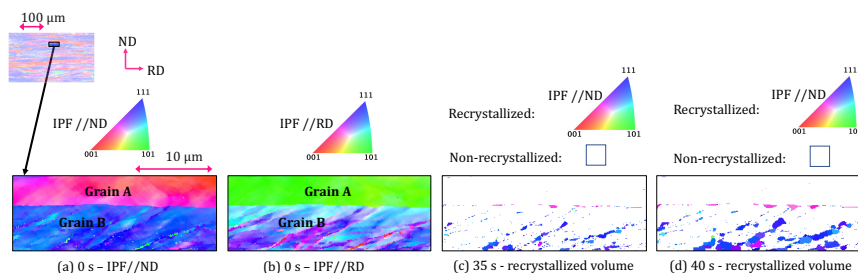 100 μm
ND
RD
111
IPF //ND
001 101
10 μm
Grain A
Grain B
(a) 0 s – IPF//ND
111
IPF //RD
001 101
Grain A
Grain B
(b) 0 s – IPF//RD
111
Recrystallized:
IPF //ND
001 101
Non-recrystallized:
(c) 35 s - recrystallized volume
111
Recrystallized:
IPF //ND
001 10
Non-recrystallized:
(d) 40 s - recrystallized volume